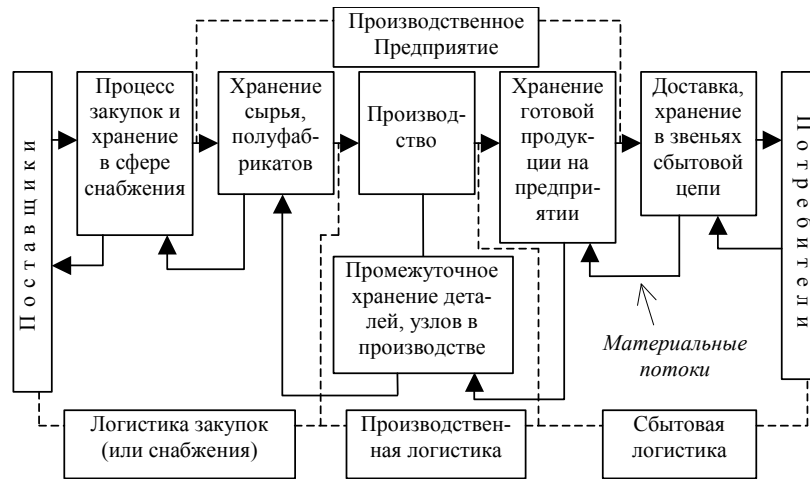 Производственное
Предприятие
Поставщики
Процесс
закупок и
хранение
в сфере
снабжения
Хранение
сырья,
полуфаб-
рикатов
Производ-
ство
Хранение
готовой
продук-
ции на
предпри-
ятии
Доставка,
хранение
в звеньях
сбытовой
цепи
Потребители
Промежуточное
хранение дета-
лей, узлов в
производстве
Материальные
потоки
Логистика закупок
(или снабжения)
Производствен-
ная логистика
Сбытовая
логистика